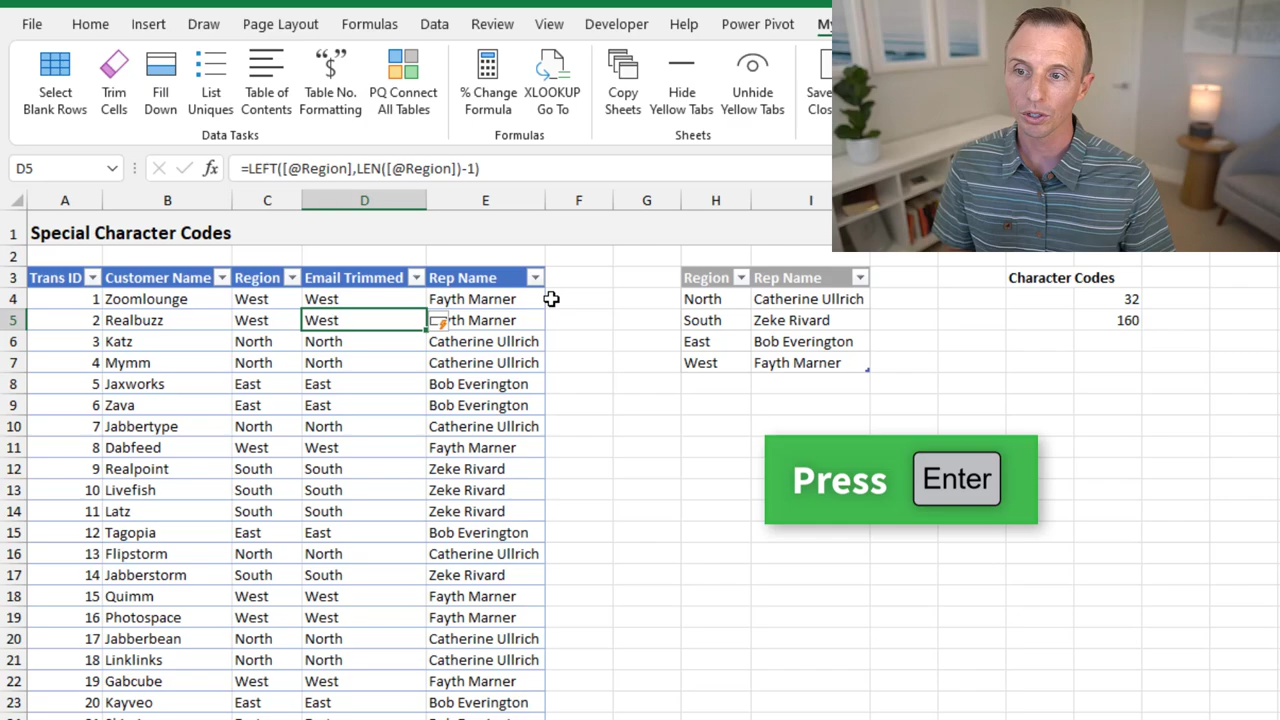 File Home Insert Draw Page Layout Formulas Data Review View Developer Help Power Pivot
Select Blank Rows
Trim Cells
Fill Down
List Uniques
Table of Contents
Table No. Formatting
PQ Connect All Tables
% Change Formula
XLOOKUP Go To
Copy Sheets
Hide Yellow Tabs
Unhide Yellow Tabs
Data Tasks Formulas Sheets
D5 fx =LEFT([@Region],LEN([@Region])-1)
A B C D E F G H I
1 Special Character Codes
2
3 Trans ID Customer Name Region Email Trimmed Rep Name Region Rep Name Character Codes
4 1 Zoomlounge West West Fayth Marner North Catherine Ullrich 32
5 2 Realbuzz West West yth Marner South Zeke Rivard 160
6 3 Katz North North Catherine Ullrich East Bob Everington
7 4 Mymm North North Catherine Ullrich West Fayth Marner
8 5 Jaxworks East East Bob Everington
9 6 Zava East East Bob Everington
10 7 Jabbertype North North Catherine Ullrich
11 8 Dabfeed West West Fayth Marner
12 9 Realpoint South South Zeke Rivard
13 10 Livefish South South Zeke Rivard
14 11 Latz South South Zeke Rivard
15 12 Tagopia East East Bob Everington
16 13 Flipstorm North North Catherine Ullrich
17 14 Jabberstorm South South Zeke Rivard
18 15 Quimm West West Fayth Marner
19 16 Photospace West West Fayth Marner
20 17 Jabberbean North North Catherine Ullrich
21 18 Linklinks North North Catherine Ullrich
22 19 Gabcube West West Fayth Marner
23 20 Kayveo East East Bob Everington
Press Enter